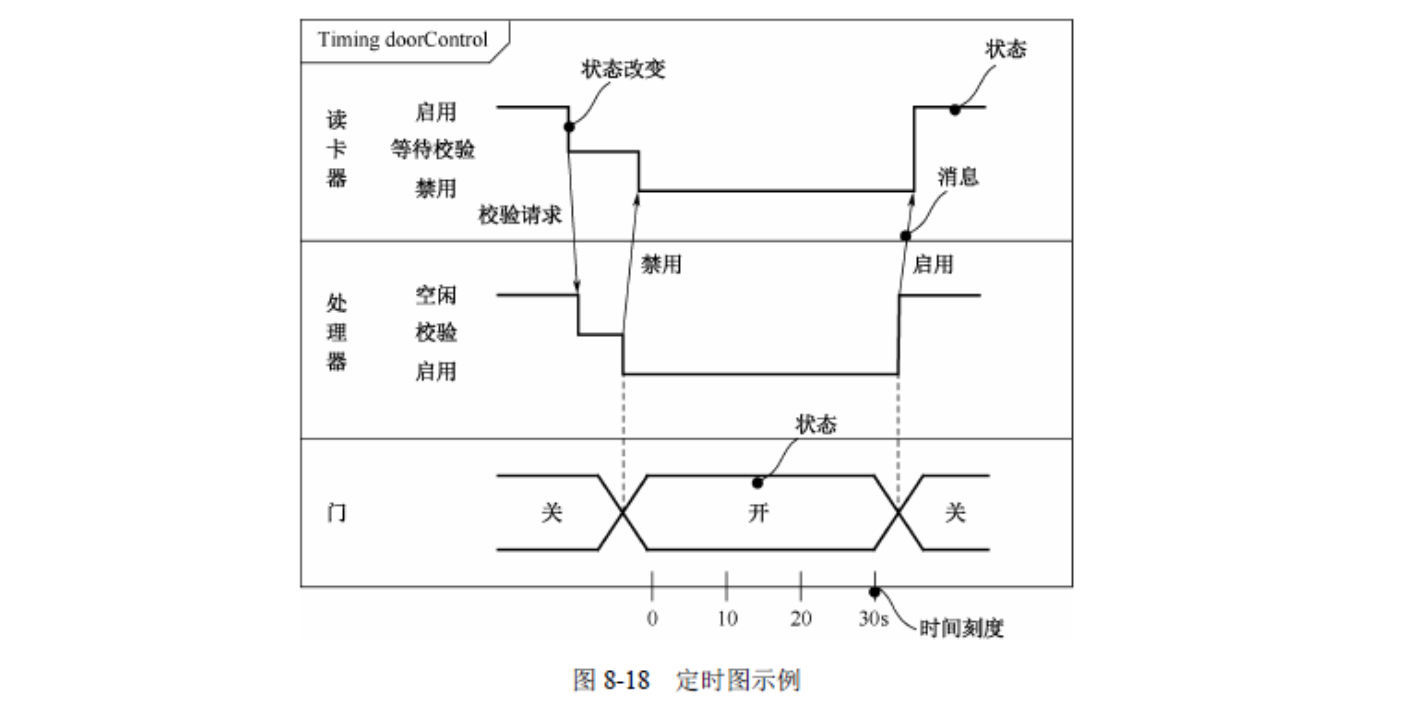 Timing doorControl
状态
状态改变
读卡器
启用
等待校验
禁用
消息
校验请求
禁用
启用
处理器
空闲
校验
启用
状态
门
关
开
关
0 10 20 30s
时间刻度
图 8-18 定时图示例